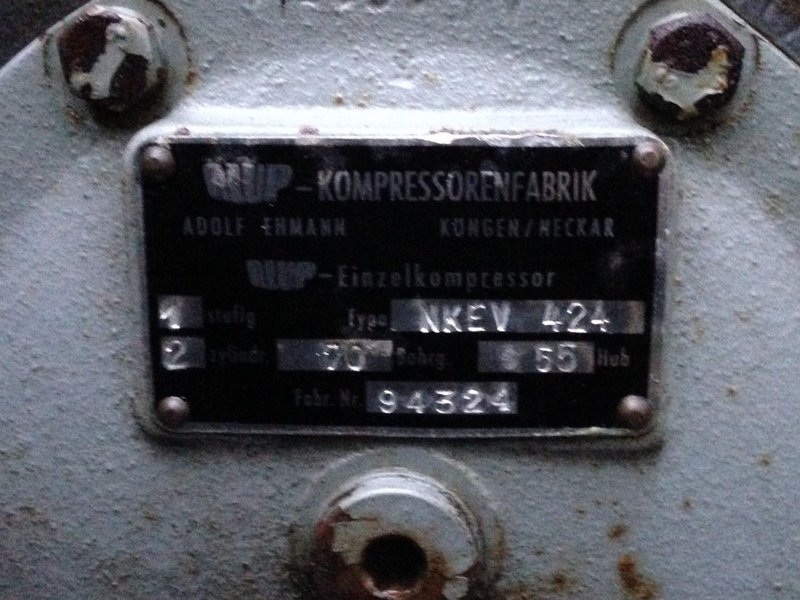 -KOMPRESSORENFABRIK
ADOLF EHMANN KÖNGEN/NECKAR
-Einzelkompressor
1 stufig Type NKEV 424
2 zylindr. 70 Bohrg. 55 Hub
Fabr. Nr. 94324